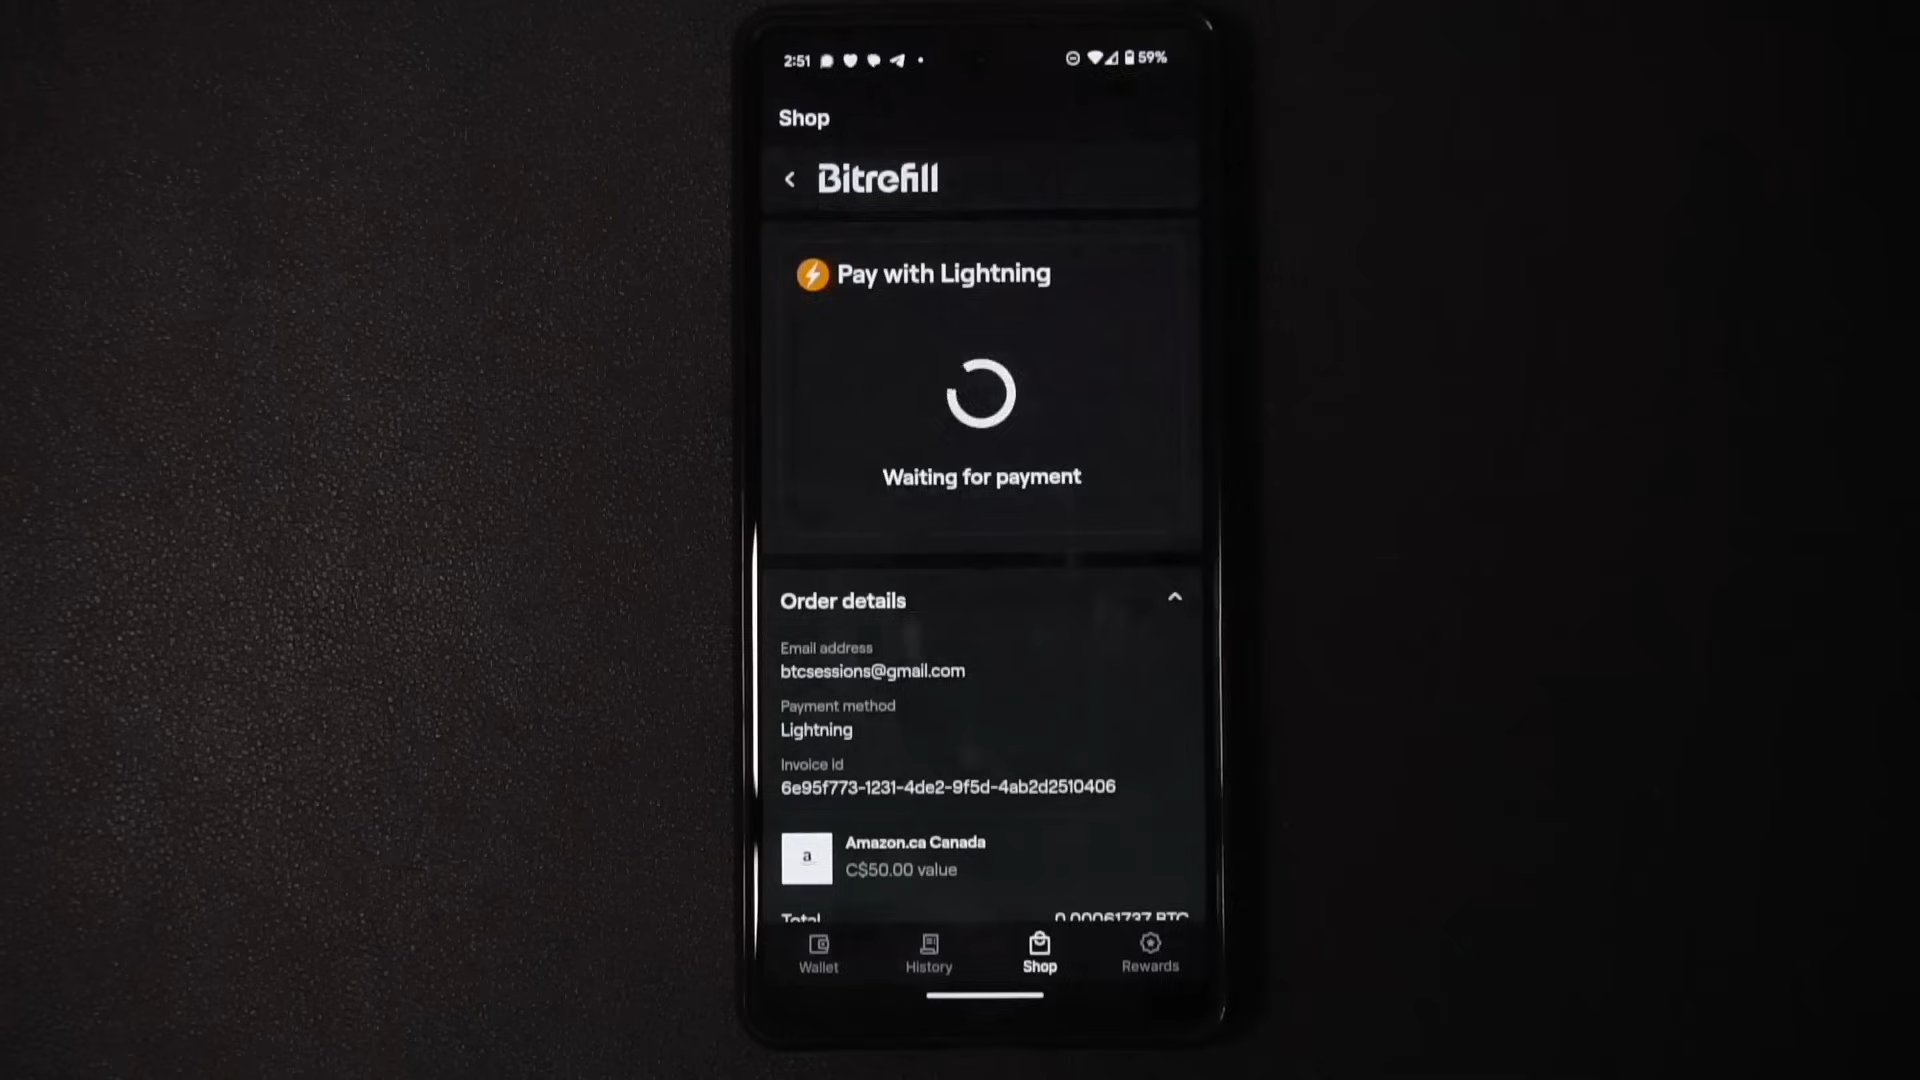 2:51 59%
Shop
Bitrefill
Pay with Lightning
Waiting for payment
Order details
Email address
btcsessions@gmail.com
Payment method
Lightning
Invoice id
6e95f773-1231-4de2-9f5d-4ab2d2510406
a
Amazon.ca Canada
C$50.00 value
Total 0.00061737 BTC
Wallet History Shop Rewards